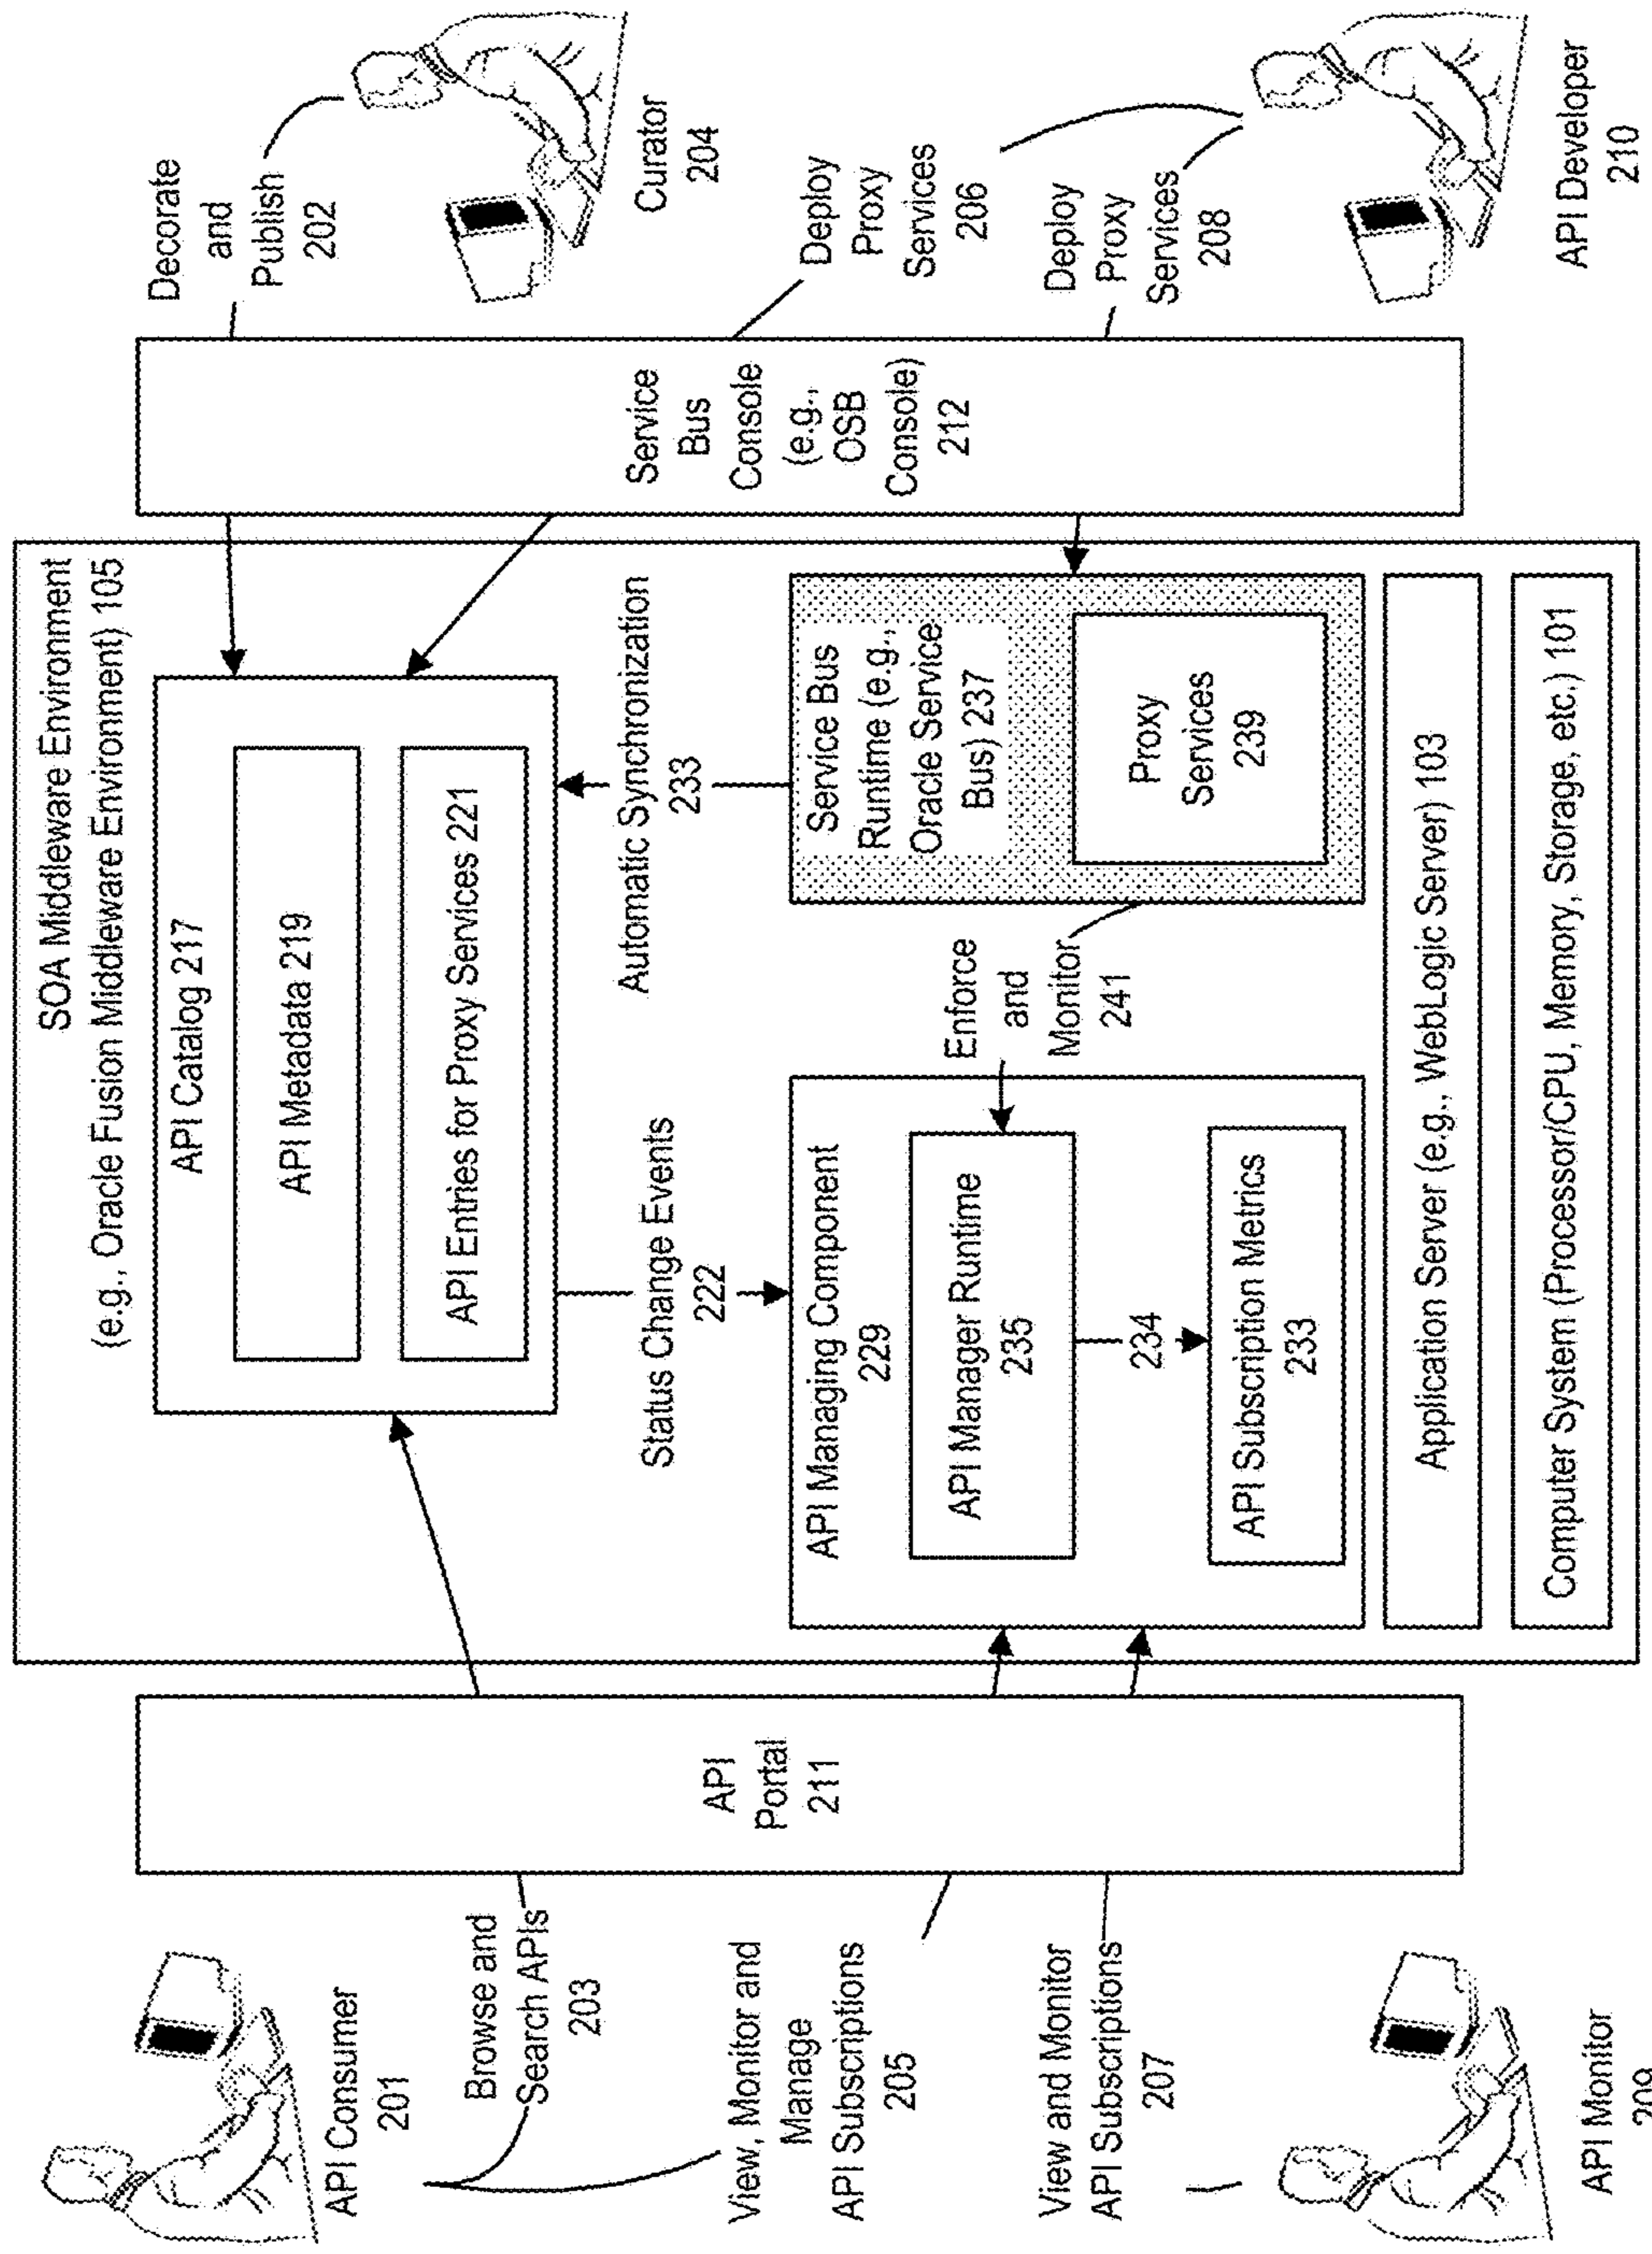 SOA Middleware Environment
(e.g., Oracle Fusion Middleware Environment) 105
API Consumer
201
Browse and
Search APIs
203
View, Monitor and
Manage
API Subscriptions
205
View and Monitor
API Subscriptions
207
API Monitor
209
API
Portal
211
API Catalog 217
API Metadata 219
API Entries for Proxy Services 221
Status Change Events
222
Automatic Synchronization
233
API Managing Component
229
API Manager Runtime
235
234
API Subscription Metrics
233
Enforce
and
Monitor
241
Service Bus
Runtime (e.g.,
Oracle Service
Bus) 237
Proxy
Services
239
Application Server (e.g., WebLogic Server) 103
Computer System (Processor/CPU, Memory, Storage, etc.) 101
Service
Bus
Console
(e.g.,
OSB
Console)
212
Decorate
and
Publish
202
Curator
204
Deploy
Proxy
Services
206
Deploy
Proxy
Services
208
API Developer
210